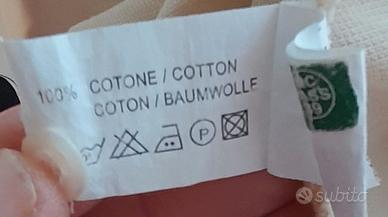 100% COTONE / COTTON
COTON / BAUMWOLLE
P
subito